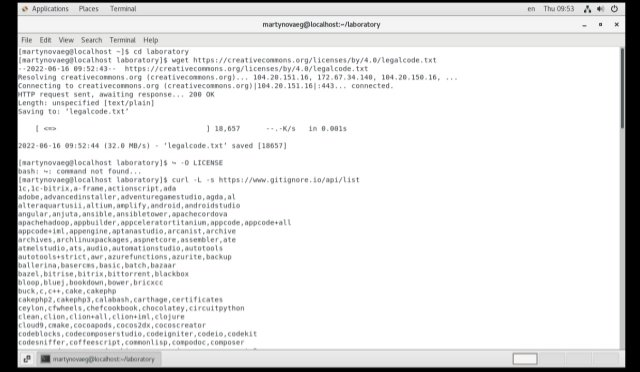 Applications Places Terminal en Thu 09:53
martynovaeg@localhost:~/laboratory
File Edit View Search Terminal Help
[martynovaeg@localhost ~]$ cd laboratory
[martynovaeg@localhost laboratory]$ wget https://creativecommons.org/licenses/by/4.0/legalcode.txt
--2022-06-16 09:52:43-- https://creativecommons.org/licenses/by/4.0/legalcode.txt
Resolving creativecommons.org (creativecommons.org)... 104.20.151.16, 172.67.34.140, 104.20.150.16, ...
Connecting to creativecommons.org (creativecommons.org)|104.20.151.16|:443... connected.
HTTP request sent, awaiting response... 200 OK
Length: unspecified [text/plain]
Saving to: ‘legalcode.txt’
[ <=> ] 18,657 --.-K/s in 0.001s
2022-06-16 09:52:44 (32.0 MB/s) - ‘legalcode.txt’ saved [18657]
[martynovaeg@localhost laboratory]$ -O LICENSE
bash: command not found...
[martynovaeg@localhost laboratory]$ curl -L -s https://www.gitignore.io/api/list
1c,1c-bitrix,a-frame,actionscript,ada
adobe,advancedinstaller,adventuregamestudio,agda,al
alteraquartusii,altium,amplify,android,androidstudio
angular,anjuta,ansible,ansibletower,apachecordova
apachehadoop,appbuilder,appceleratortitanium,appcode,appcode+all
appcode+iml,appengine,aptanastudio,arcanist,archive
archives,archlinuxpackages,aspnetcore,assembler,ate
atmelstudio,ats,audio,automationstudio,autotools
autotools+strict,awr,azurefunctions,azurite,backup
ballerina,basercms,basic,batch,bazaar
bazel,bitrise,bitrix,bittorrent,blackbox
bloop,bluej,bookdown,bower,bricxcc
buck,c,c++,cake,cakephp
cakephp2,cakephp3,calabash,carthage,certificates
ceylon,cfwheels,chefcookbook,chocolatey,circuitpython
clean,clion,clion+all,clion+iml,clojure
cloud9,cmake,cocoapods,cocos2dx,cocoscreator
codeblocks,codecomposerstudio,codeigniter,codeio,codekit
codesniffer,coffeescript,commonlisp,compodoc,composer
martynovaeg@localhost:~/laboratory